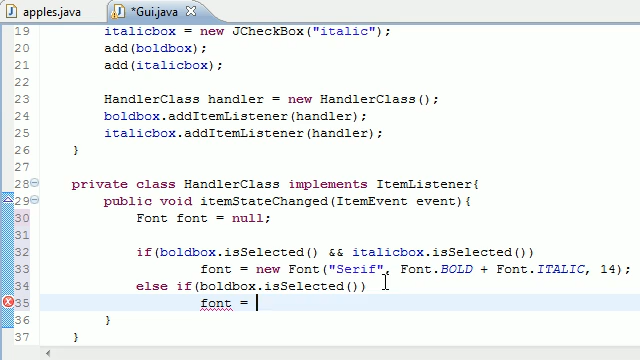 apples.java *Gui.java
19 italicbox = new JCheckBox("italic");
20 add(boldbox);
21 add(italicbox);
22
23 HandlerClass handler = new HandlerClass();
24 boldbox.addItemListener(handler);
25 italicbox.addItemListener(handler);
26 }
27
28 private class HandlerClass implements ItemListener{
29 public void itemStateChanged(ItemEvent event){
30 Font font = null;
31
32 if(boldbox.isSelected() && italicbox.isSelected())
33 font = new Font("Serif", Font.BOLD + Font.ITALIC, 14);
34 else if(boldbox.isSelected())
35 font =
36 }
37 }